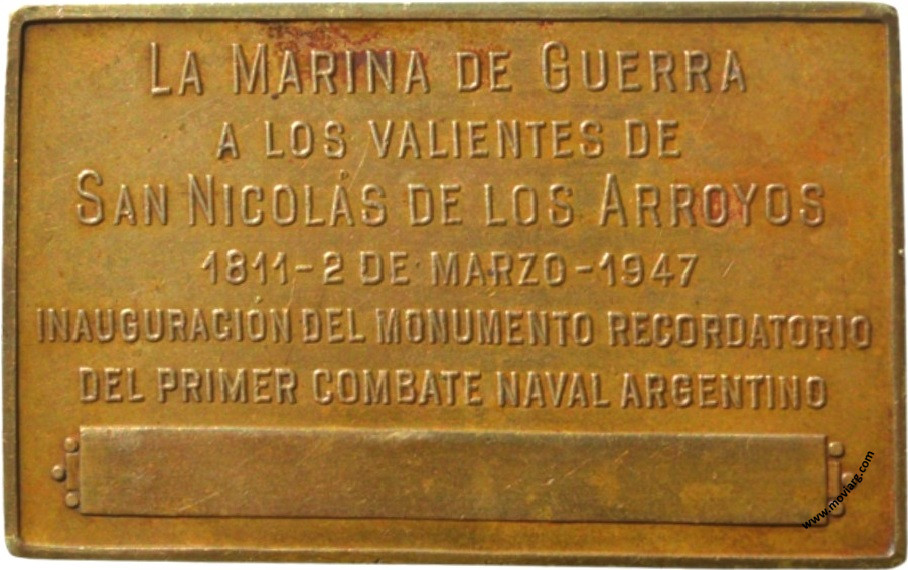 LA MARINA DE GUERRA
A LOS VALIENTES DE
SAN NICOLÁS DE LOS ARROYOS
1811-2 DE MARZO-1947
INAUGURACIÓN DEL MONUMENTO RECORDATORIO
DEL PRIMER COMBATE NAVAL ARGENTINO
www.moviarg.com